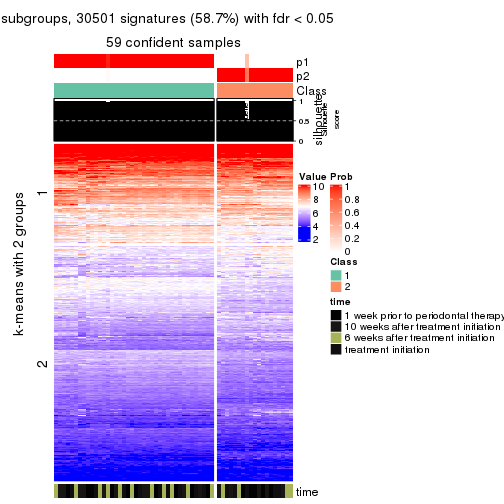 subgroups, 30501 signatures (58.7%) with fdr < 0.05
59 confident samples
p1
p2
Class
1
0.5
0
silhouette
Silhouette
score
k-means with 2 groups
1
2
time
Value
10
8
6
4
2
Prob
1
0.8
0.6
0.4
0.2
0
Class
1
2
time
1 week prior to periodontal therapy
10 weeks after treatment initiation
6 weeks after treatment initiation
treatment initiation